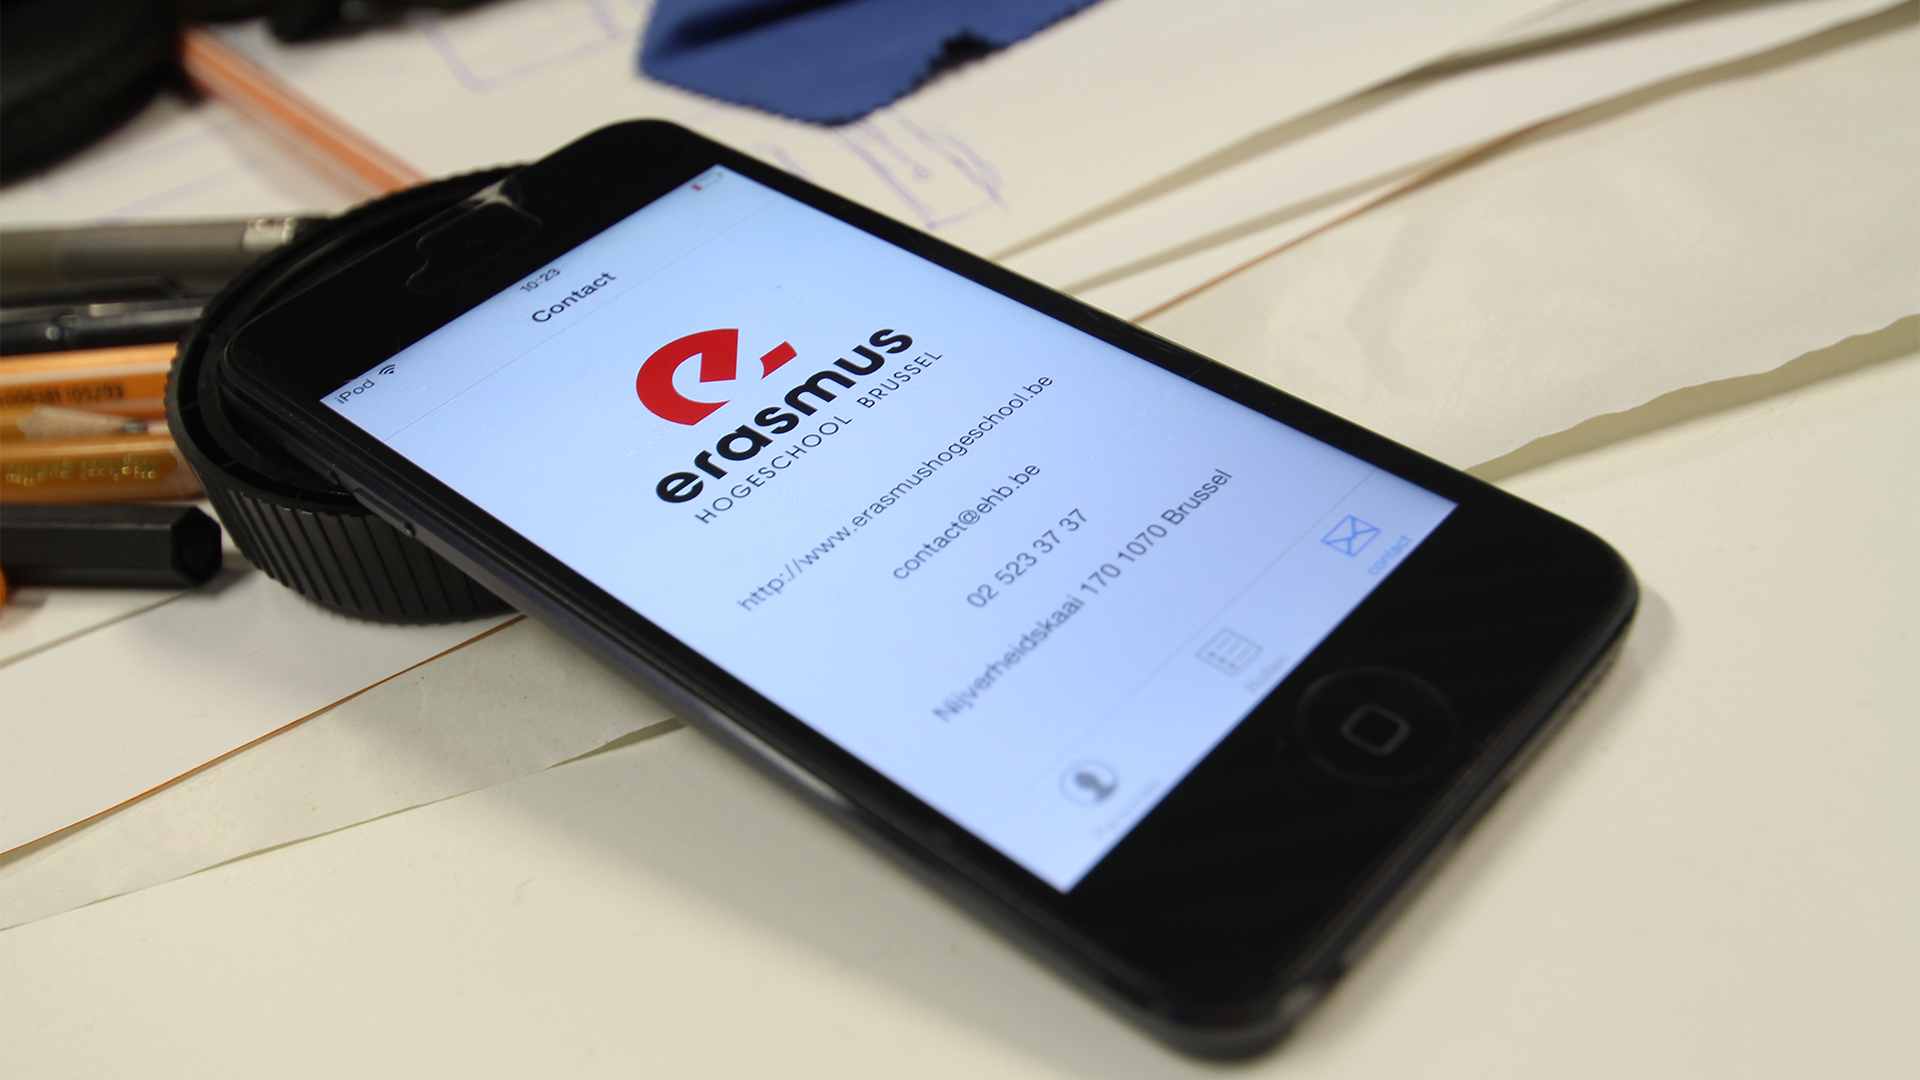 iPod
10:23
Contact
erasmus
HOGESCHOOL BRUSSEL
http://www.erasmushogeschool.be
contact@ehb.be
02 523 37 37
Nijverheidskaai 170 1070 Brussel
contact